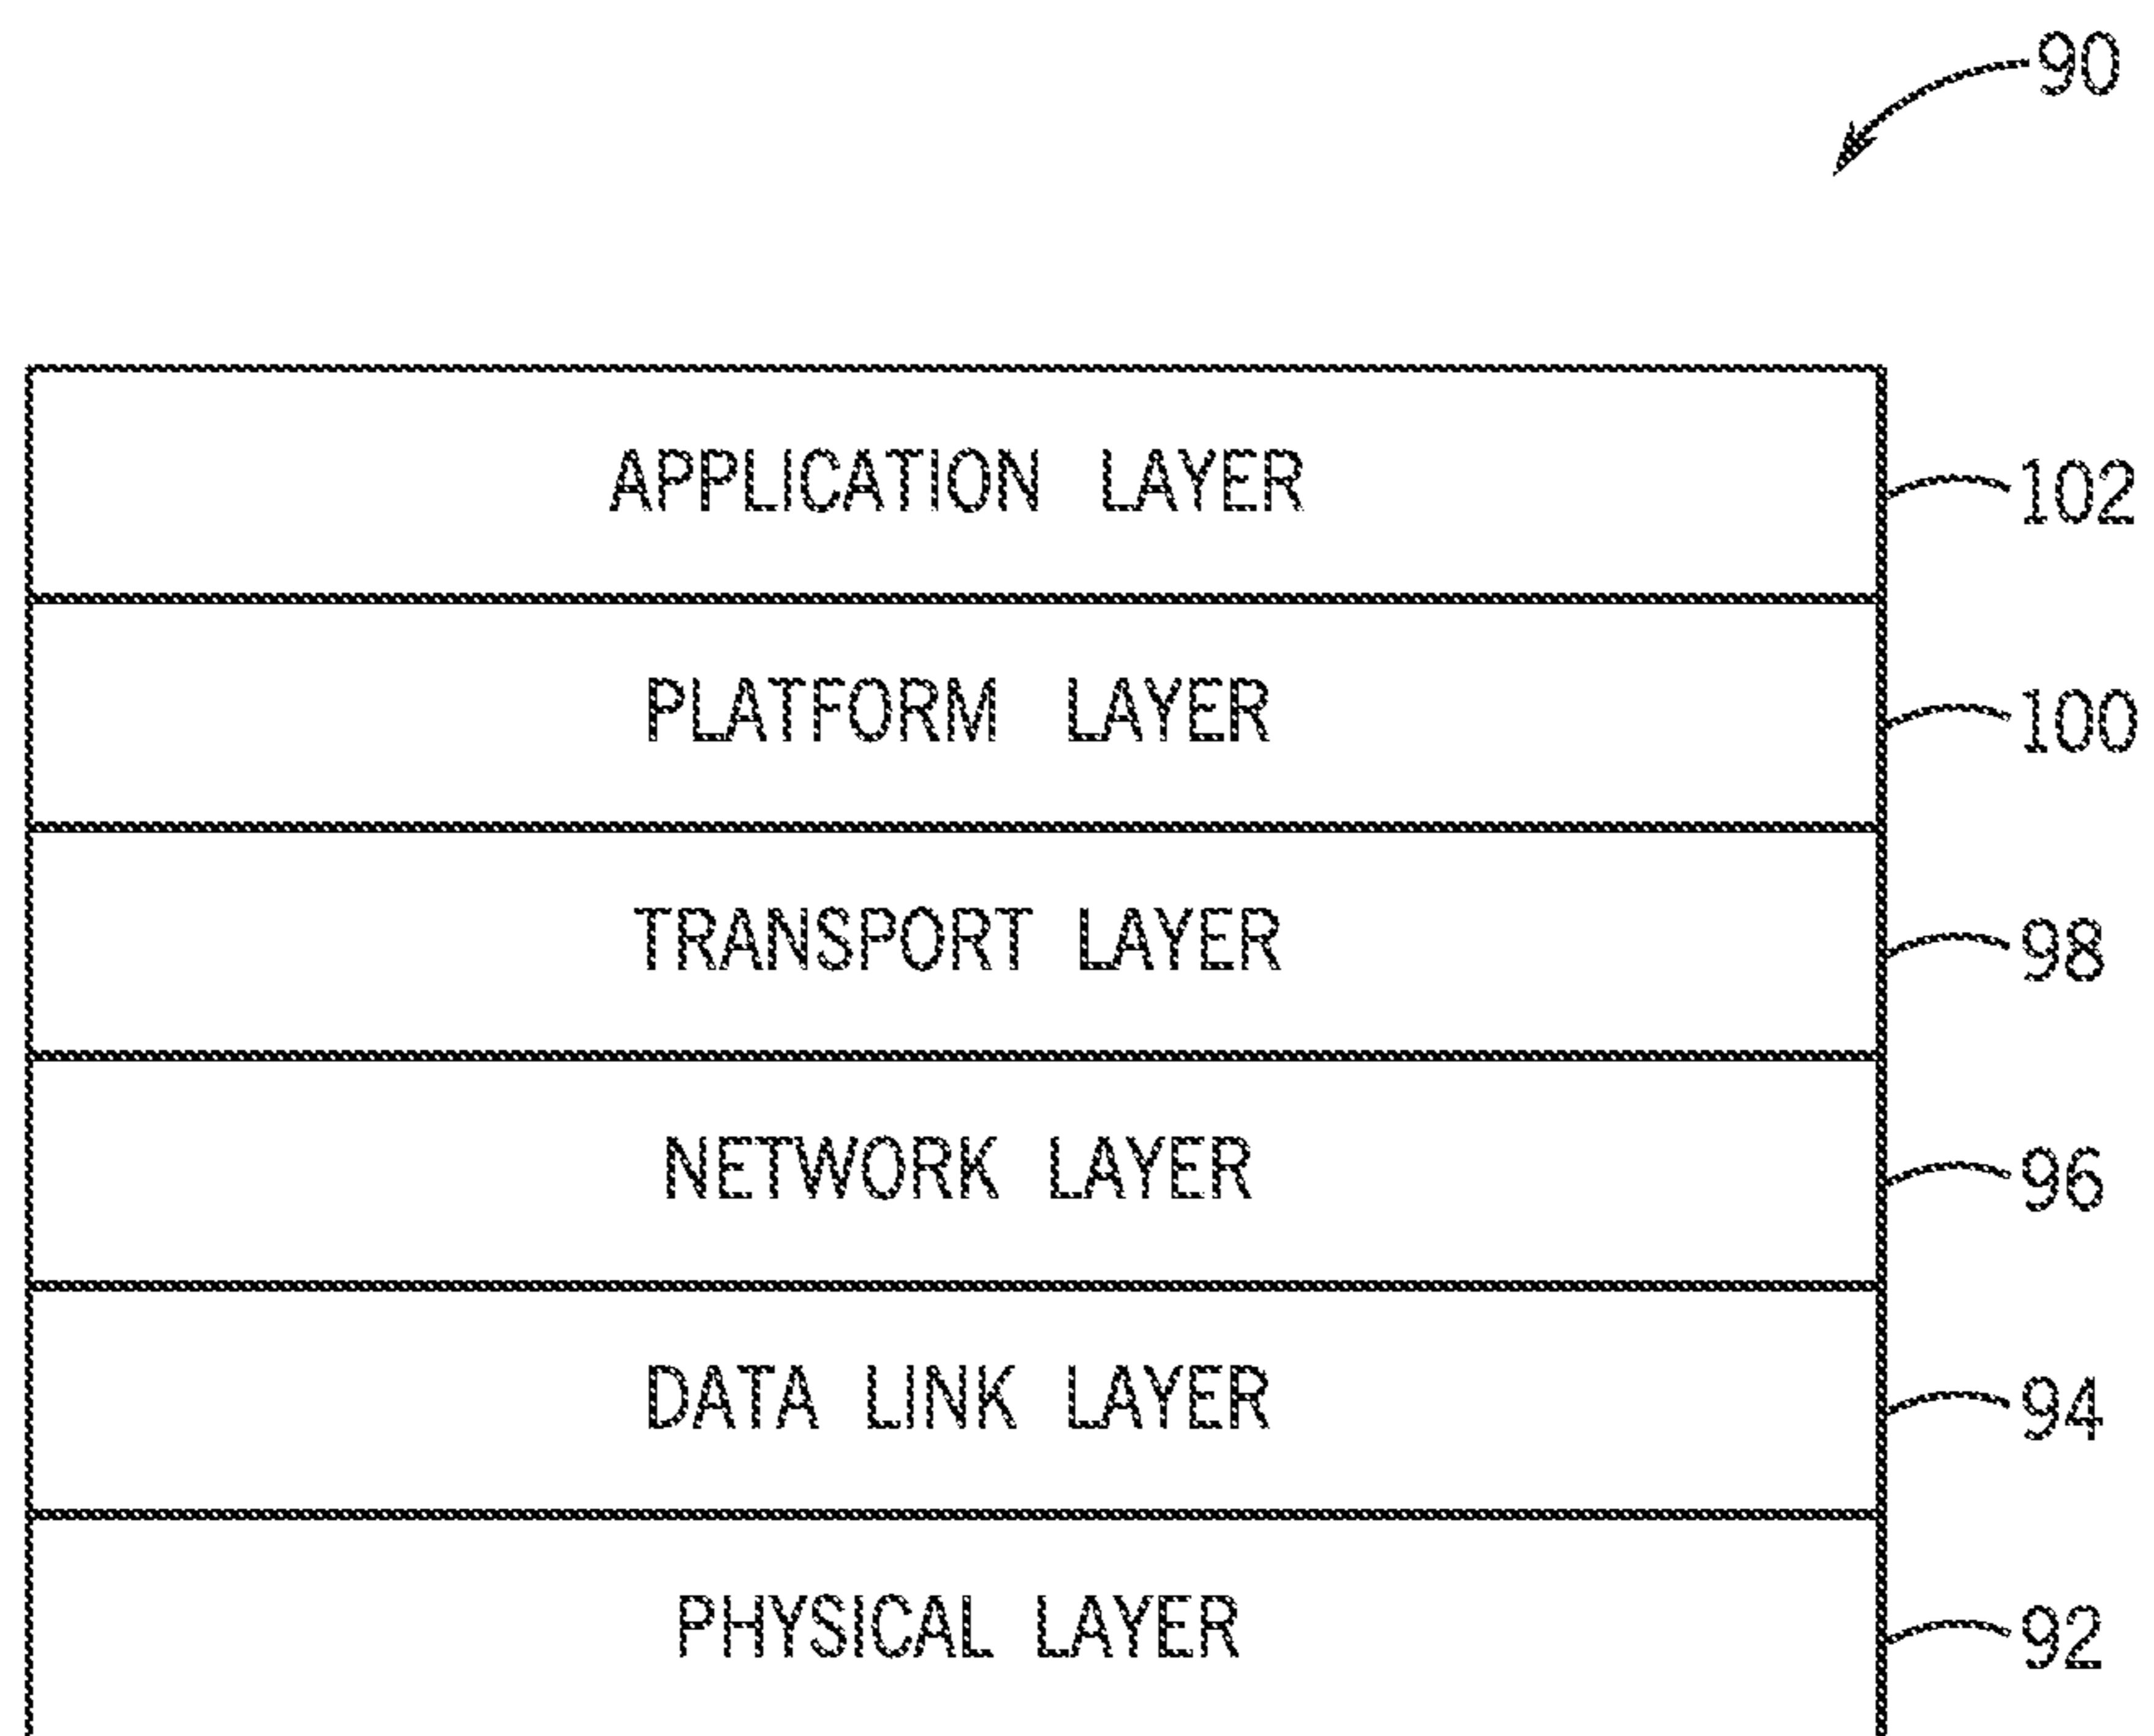 90
APPLICATION LAYER 102
PLATFORM LAYER 100
TRANSPORT LAYER 98
NETWORK LAYER 96
DATA LINK LAYER 94
PHYSICAL LAYER 92